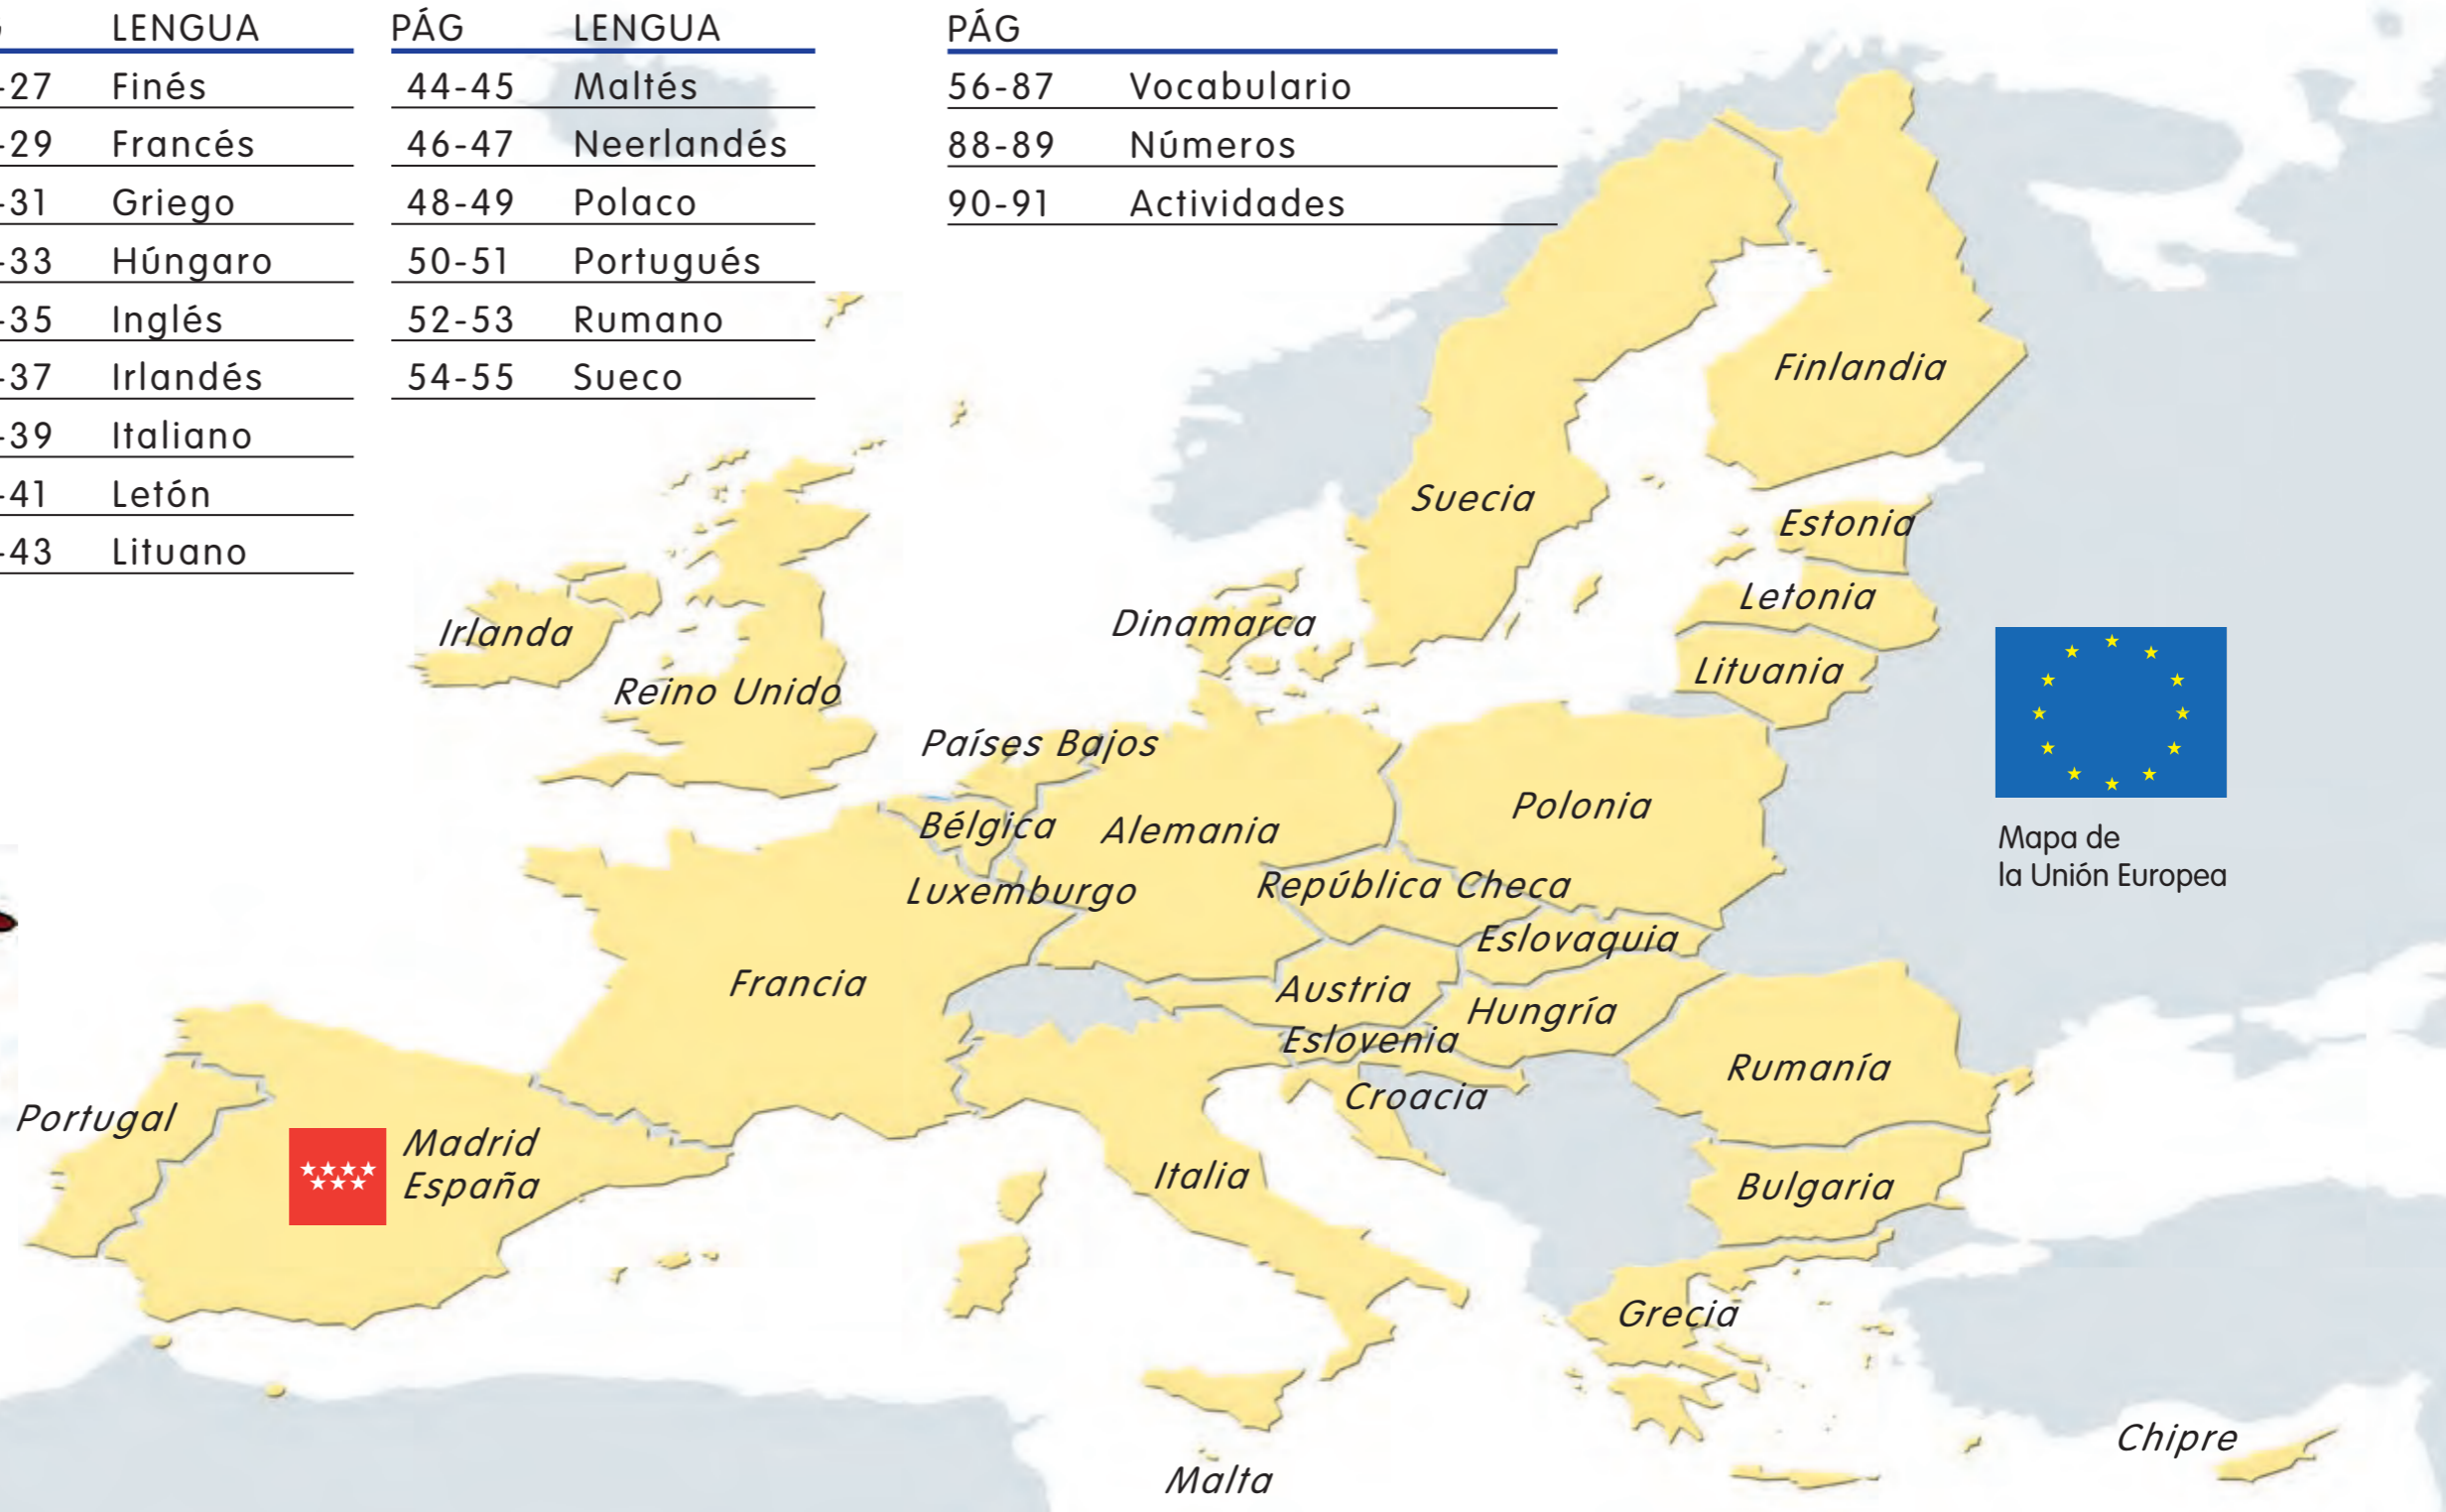 LENGUA
-27 Finés
-29 Francés
-31 Griego
-33 Húngaro
-35 Inglés
-37 Irlandés
-39 Italiano
-41 Letón
-43 Lituano
PÁG LENGUA
44-45 Maltés
46-47 Neerlandés
48-49 Polaco
50-51 Portugués
52-53 Rumano
54-55 Sueco
PÁG
56-87 Vocabulario
88-89 Números
90-91 Actividades
Finlandia
Suecia
Estonia
Letonia
Dinamarca
Irlanda
Lituania
Reino Unido
Países Bajos
Polonia
Bélgica
Alemania
Mapa de
la Unión Europea
República Checa
Luxemburgo
Eslovaquia
Francia
Austria
Hungría
Eslovenia
Rumanía
Croacia
Portugal
Madrid
España
Italia
Bulgaria
Grecia
Chipre
Malta